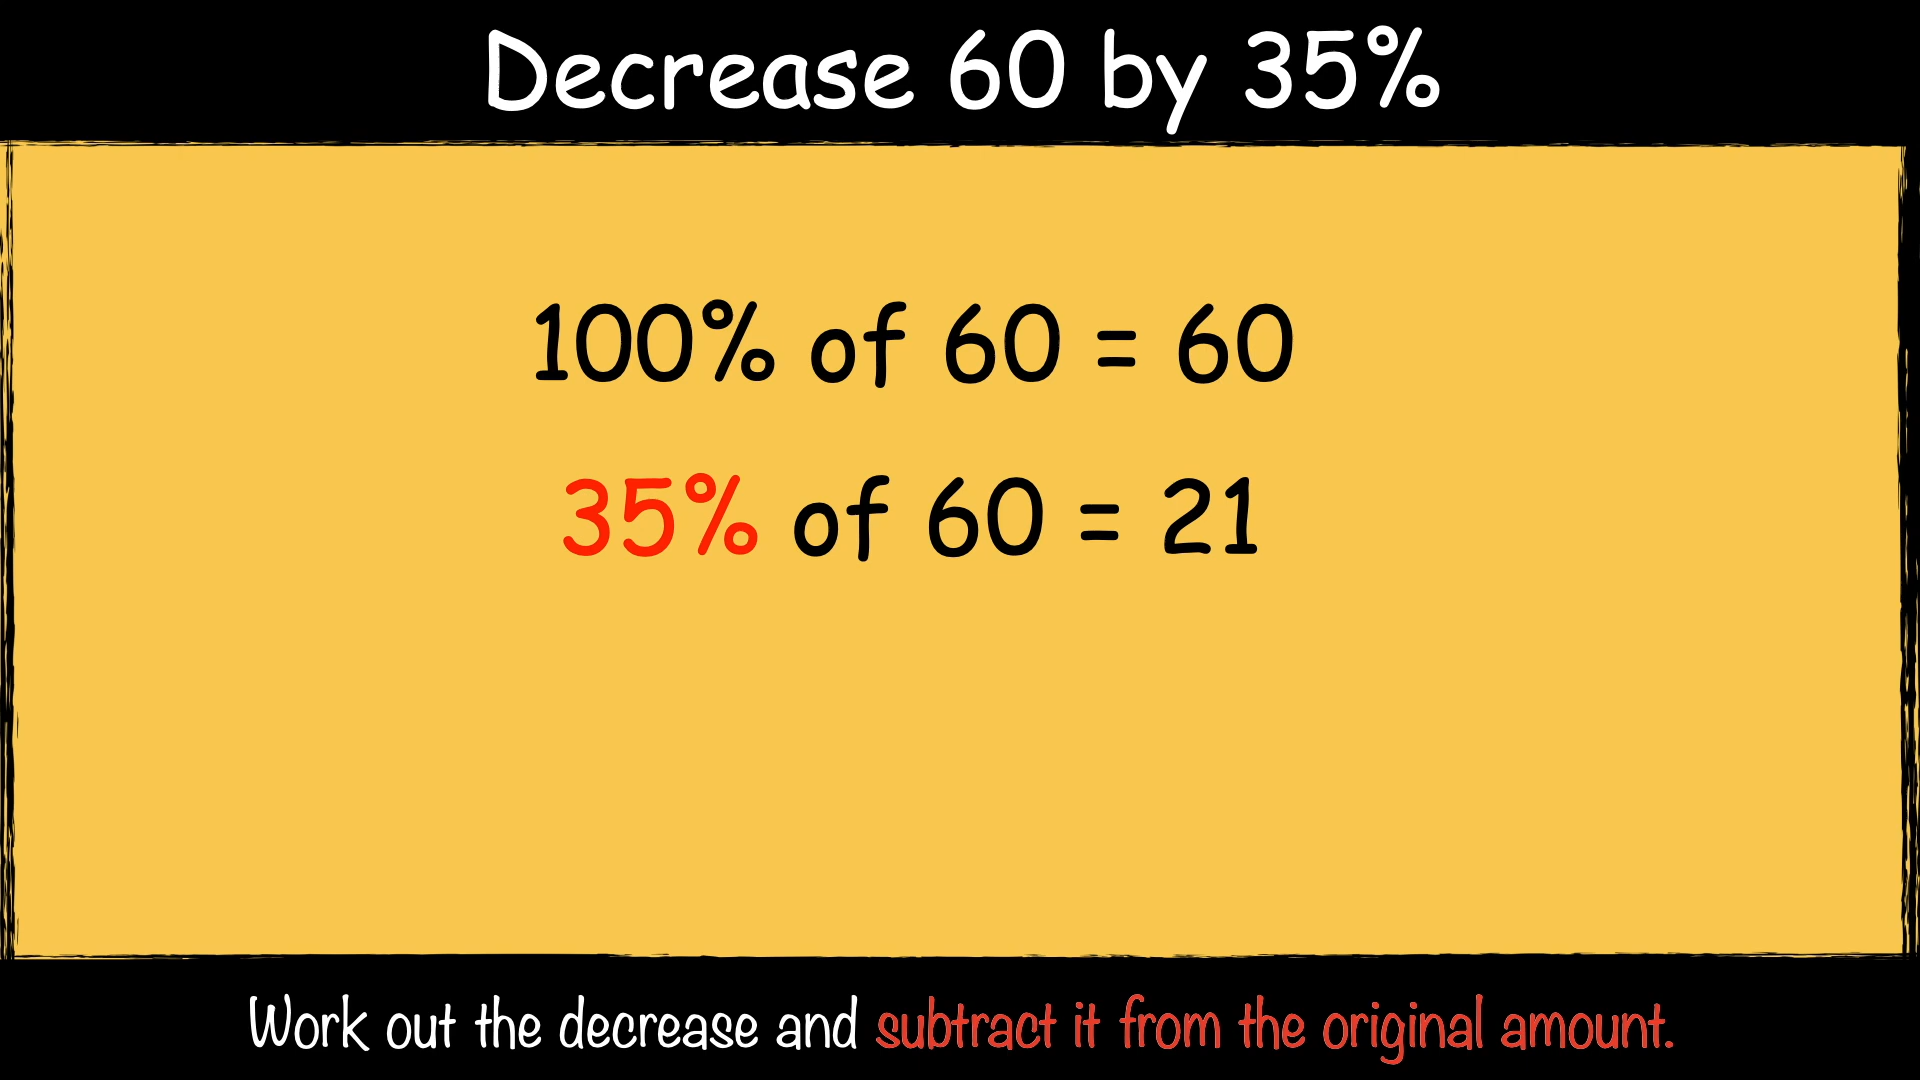 Decrease 60 by 35%
100% of 60 = 60
35% of 60 = 21
Work out the decrease and subtract it from the original amount.